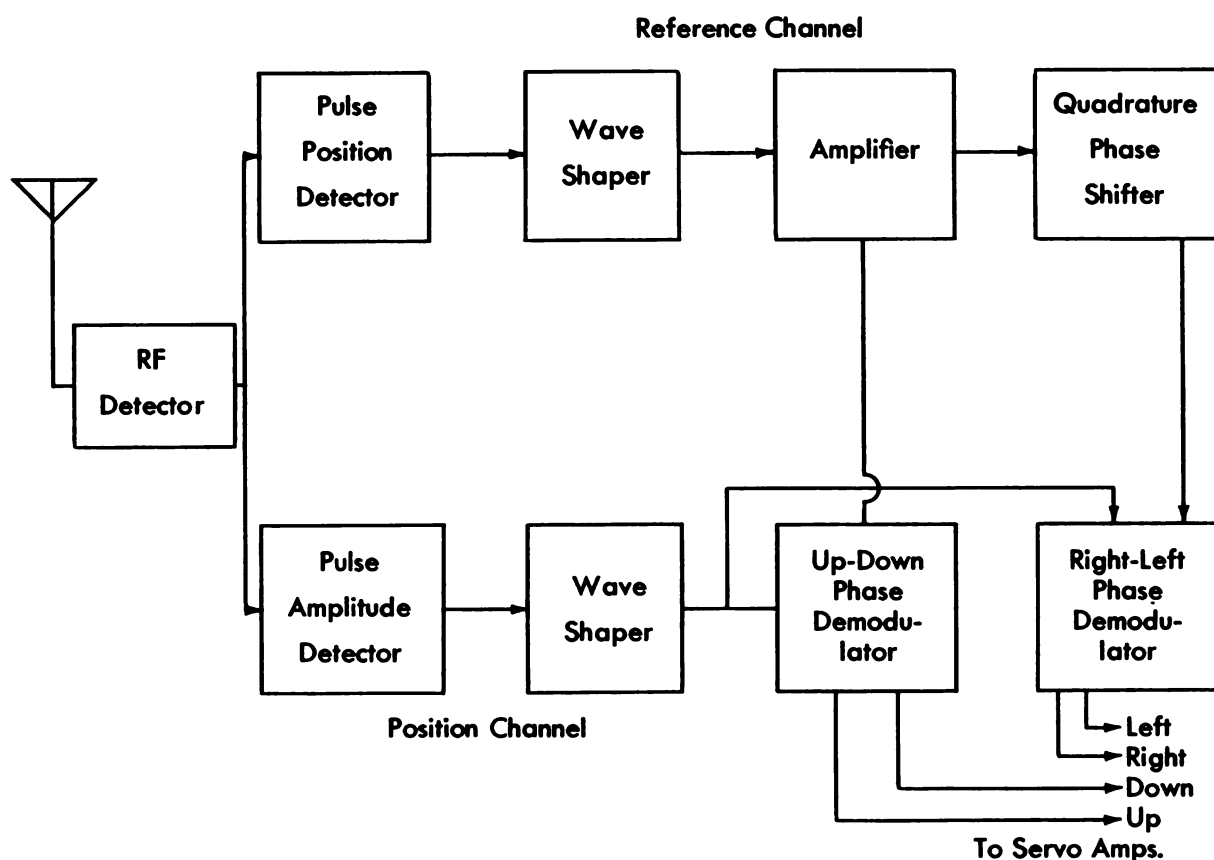 Reference Channel
Pulse
Position
Detector
Wave
Shaper
Amplifier
Quadrature
Phase
Shifter
RF
Detector
Pulse
Amplitude
Detector
Wave
Shaper
Up-Down
Phase
Demodu-
lator
Right-Left
Phase
Demodu-
lator
Position Channel
Left
Right
Down
Up
To Servo Amps.